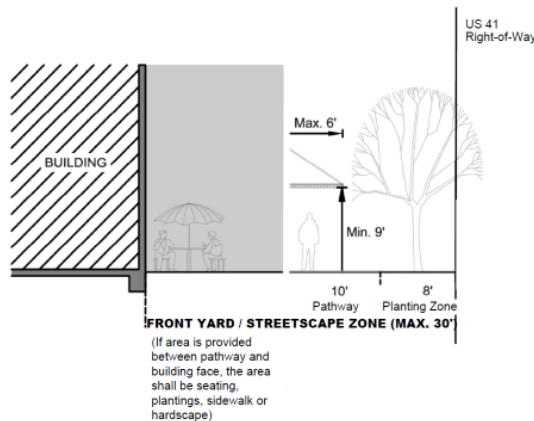 US 41
Right-of-Way
Max. 6'
BUILDING
Min. 9'
10'
Pathway
8'
Planting Zone
FRONT YARD / STREETSCAPE ZONE (MAX. 30')
(If area is provided
between pathway and
building face, the area
shall be seating,
plantings, sidewalk or
hardscape)